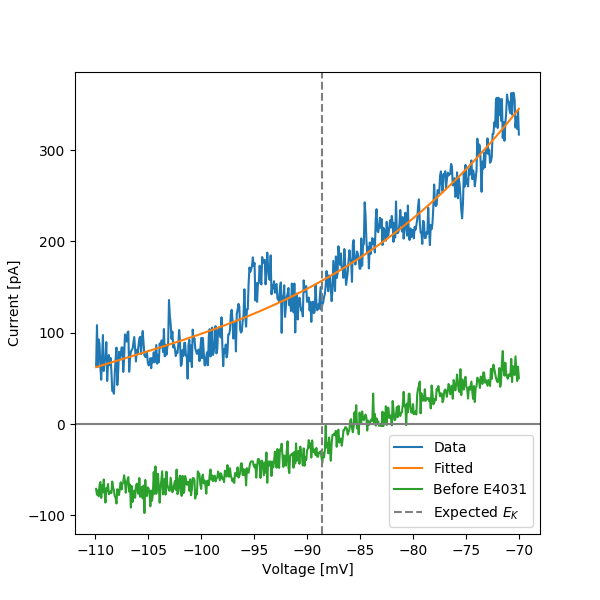 Current [pA]
300
200
100
0
−100
−110
−105
−100
−95
−90
−85
−80
−75
−70
Voltage [mV]
Data
Fitted
Before E4031
Expected E_K